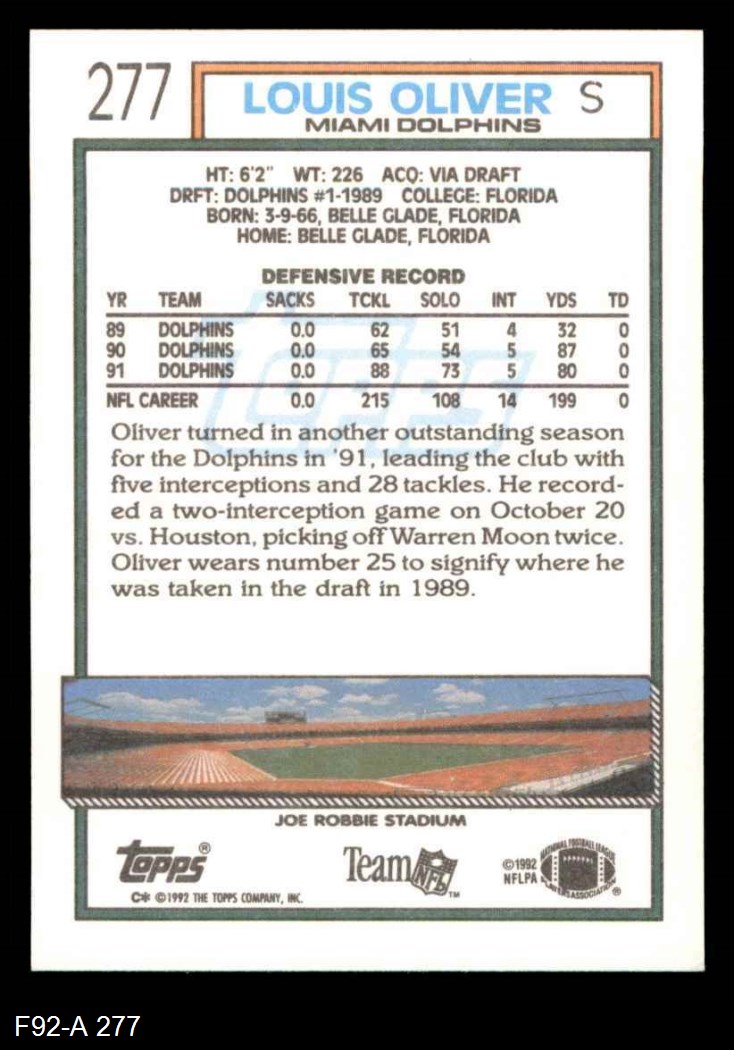 277
LOUIS OLIVER S
MIAMI DOLPHINS
HT: 6'2" WT: 226 ACQ: VIA DRAFT
DRFT: DOLPHINS #1-1989 COLLEGE: FLORIDA
BORN: 3-9-66, BELLE GLADE, FLORIDA
HOME: BELLE GLADE, FLORIDA
DEFENSIVE RECORD
YR TEAM SACKS TCKL SOLO INT YDS TD
89 DOLPHINS 0.0 62 51 4 32 0
90 DOLPHINS 0.0 65 54 5 87 0
91 DOLPHINS 0.0 88 73 5 80 0
NFL CAREER 0.0 215 108 14 199 0
Topps
Oliver turned in another outstanding season
for the Dolphins in '91, leading the club with
five interceptions and 28 tackles. He record-
ed a two-interception game on October 20
vs. Houston, picking off Warren Moon twice.
Oliver wears number 25 to signify where he
was taken in the draft in 1989.
JOE ROBBIE STADIUM
Topps®
Team NFL™
©1992
NFLPA
NATIONAL FOOTBALL LEAGUE
PLAYERS ASSOCIATION ®
C* ©1992 THE TOPPS COMPANY, INC.
F92-A 277